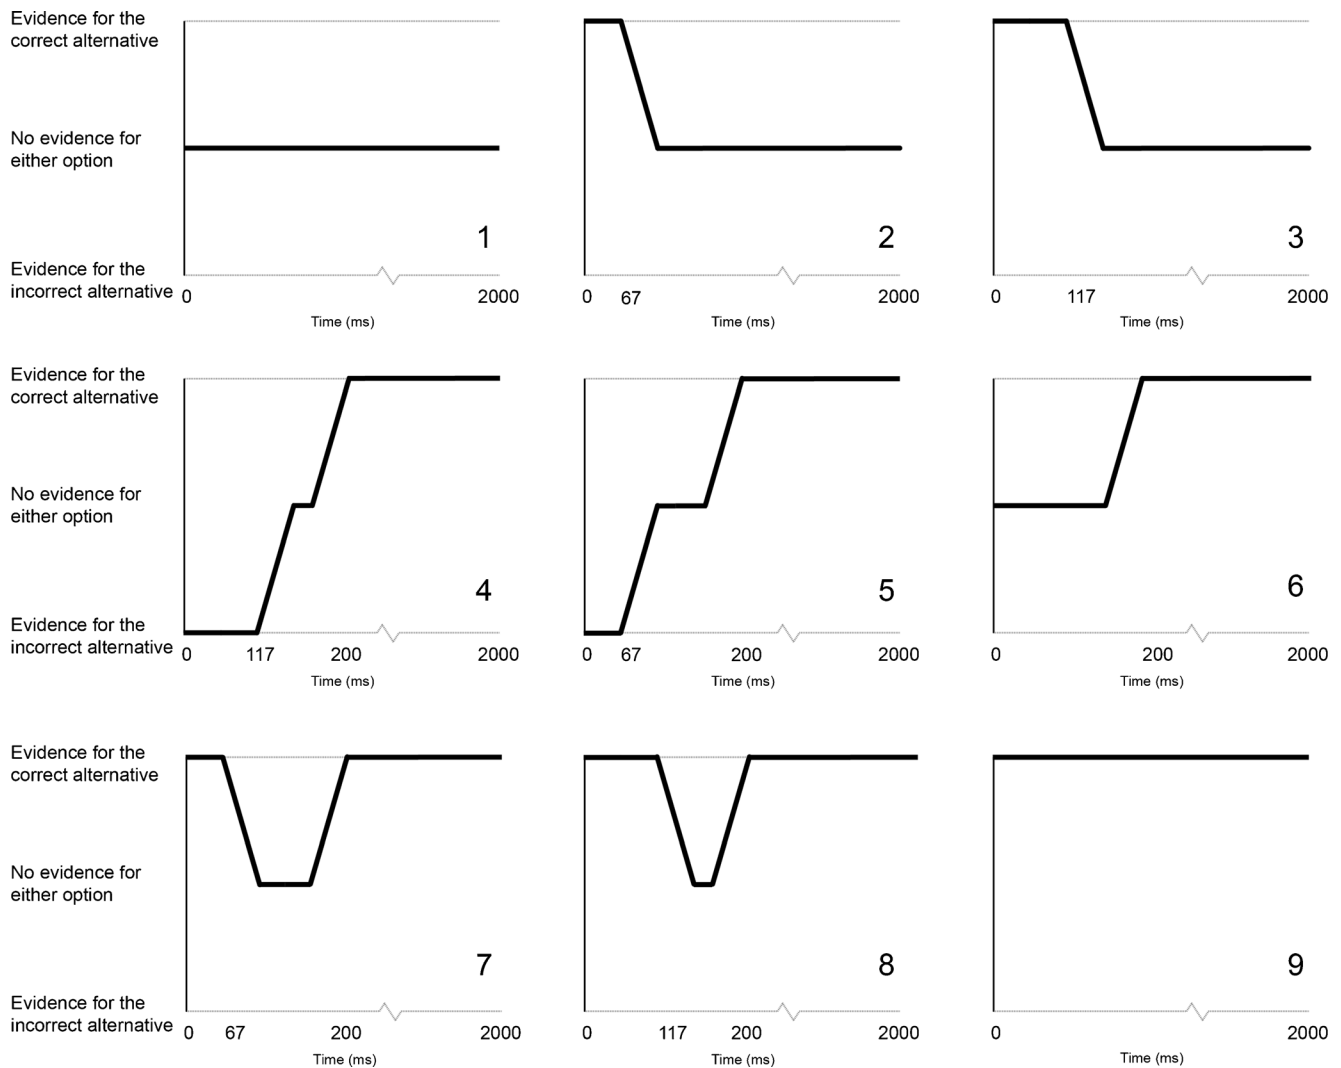 Evidence for the
correct alternative
No evidence for
either option
Evidence for the
incorrect alternative
1
0
2000
Time (ms)
2
0
67
2000
Time (ms)
3
0
117
2000
Time (ms)
Evidence for the
correct alternative
No evidence for
either option
Evidence for the
incorrect alternative
4
0
117
200
2000
Time (ms)
5
0
67
200
2000
Time (ms)
6
0
200
2000
Time (ms)
Evidence for the
correct alternative
No evidence for
either option
Evidence for the
incorrect alternative
7
0
67
200
2000
Time (ms)
8
0
117
200
2000
Time (ms)
9
0
2000
Time (ms)